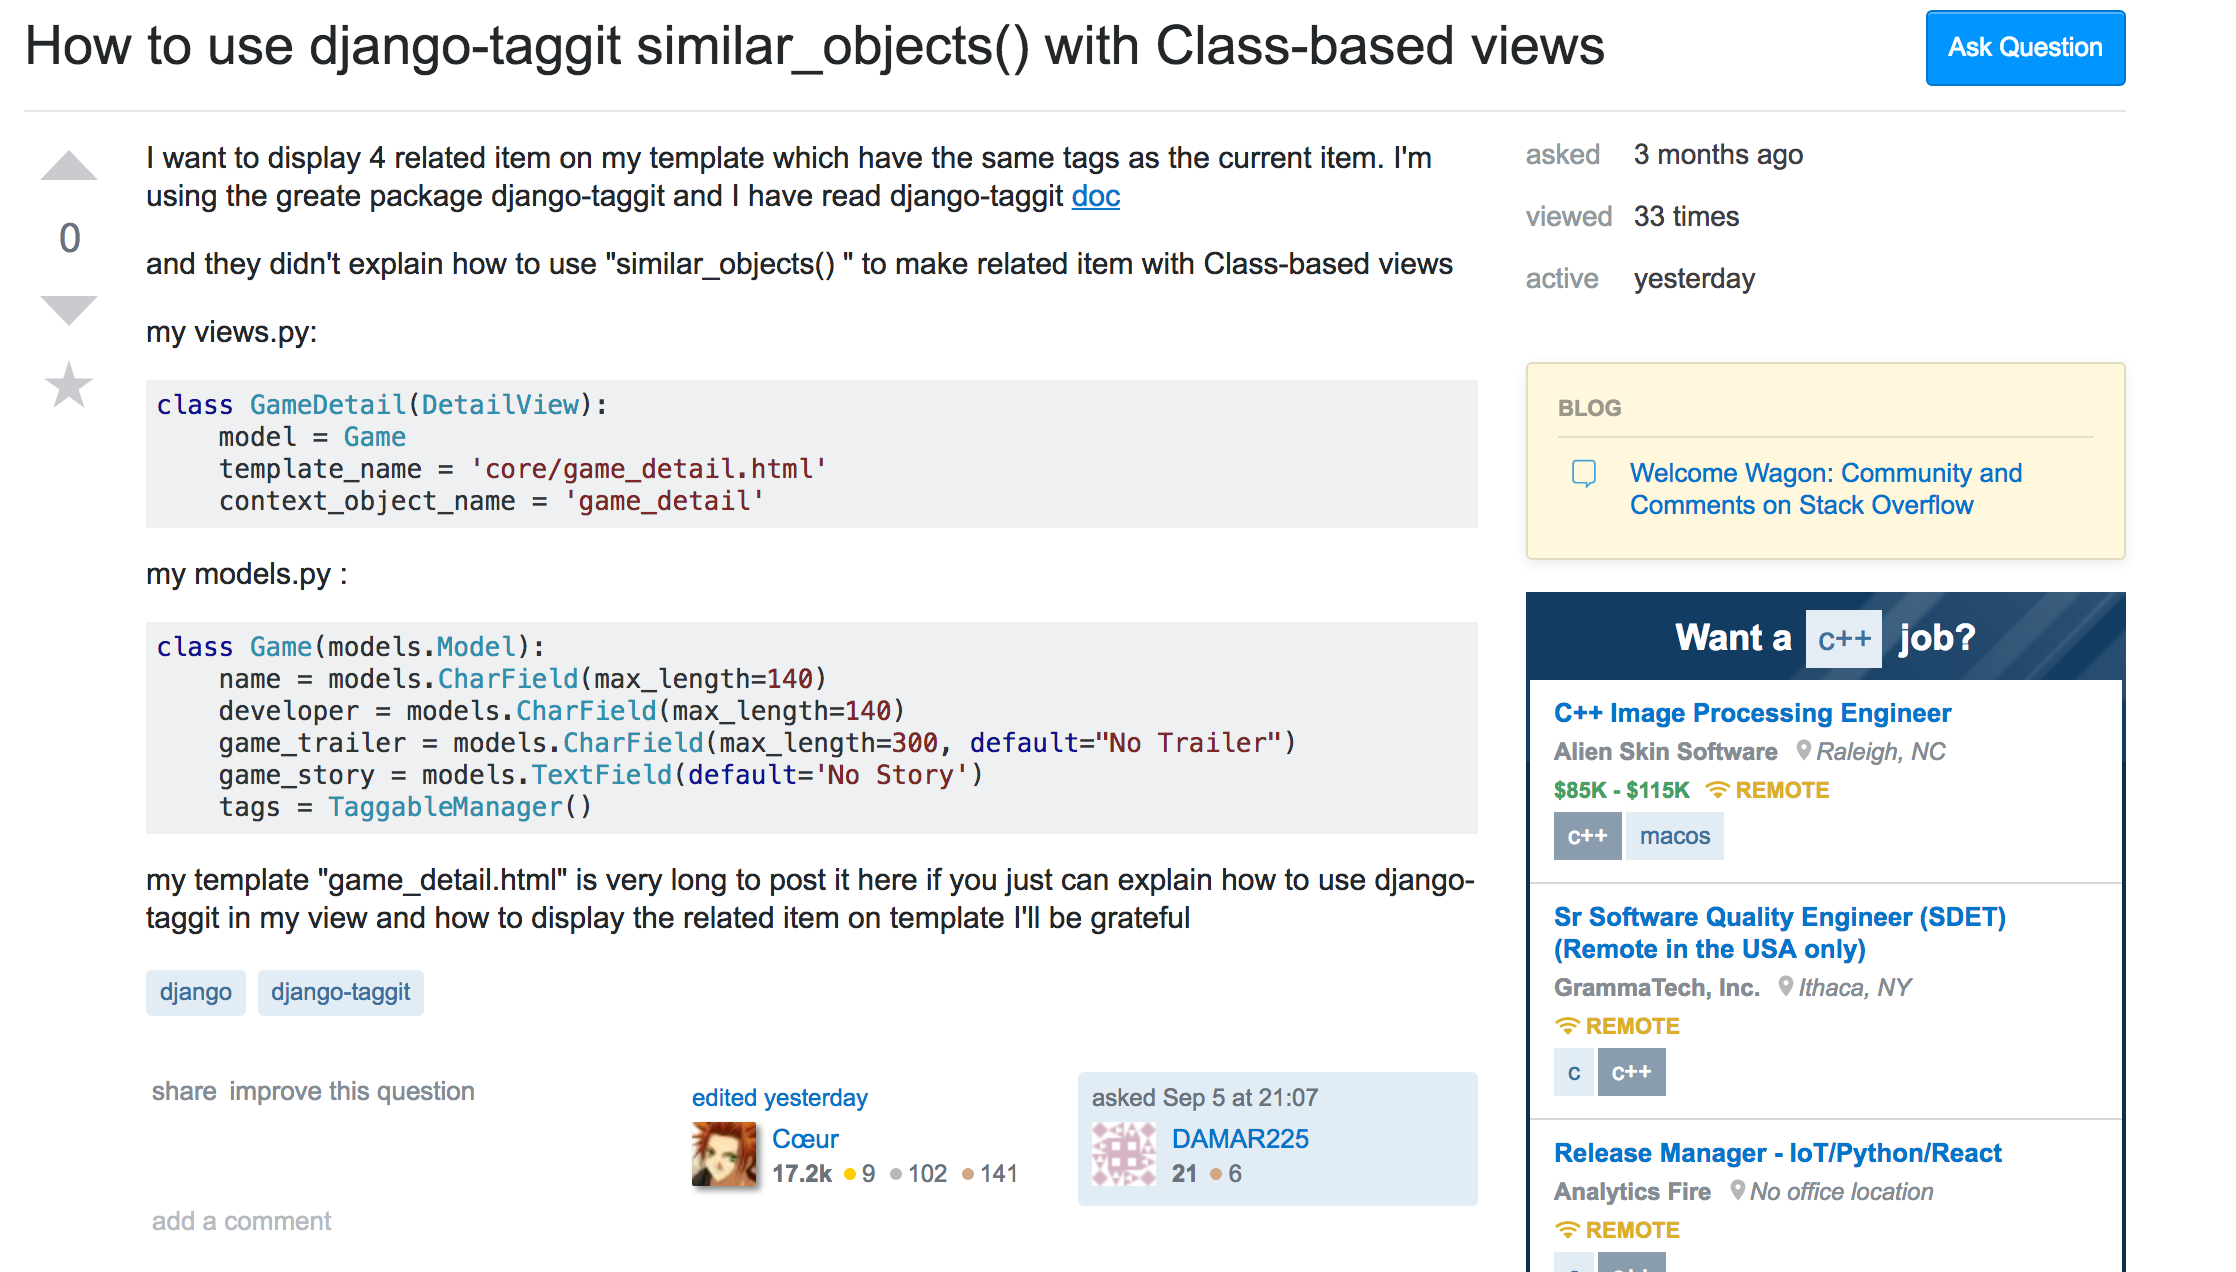 How to use django-taggit similar_objects() with Class-based views
Ask Question
0
I want to display 4 related item on my template which have the same tags as the current item. I'm
using the greate package django-taggit and I have read django-taggit doc
and they didn't explain how to use "similar_objects() " to make related item with Class-based views
my views.py:
class GameDetail(DetailView):
    model = Game
    template_name = 'core/game_detail.html'
    context_object_name = 'game_detail'
my models.py :
class Game(models.Model):
    name = models.CharField(max_length=140)
    developer = models.CharField(max_length=140)
    game_trailer = models.CharField(max_length=300, default="No Trailer")
    game_story = models.TextField(default='No Story')
    tags = TaggableManager()
my template "game_detail.html" is very long to post it here if you just can explain how to use django-
taggit in my view and how to display the related item on template I'll be grateful
django django-taggit
share improve this question
edited yesterday
Cœur
17.2k 9 102 141
asked Sep 5 at 21:07
DAMAR225
21 6
add a comment
asked 3 months ago
viewed 33 times
active yesterday
BLOG
Welcome Wagon: Community and
Comments on Stack Overflow
Want a c++ job?
C++ Image Processing Engineer
Alien Skin Software Raleigh, NC
$85K - $115K REMOTE
c++ macos
Sr Software Quality Engineer (SDET)
(Remote in the USA only)
GrammaTech, Inc. Ithaca, NY
REMOTE
c c++
Release Manager - IoT/Python/React
Analytics Fire No office location
REMOTE